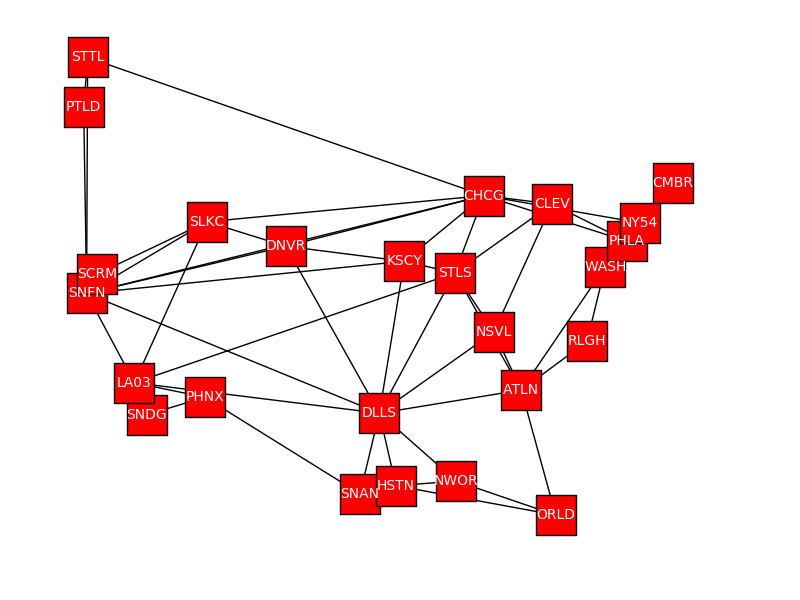 STTL
PTLD
CMBR
CHCG
CLEV
SLKC
NY54
PHLA
DNVR
KSCY
WASH
SCRM
STLS
SNFN
NSVL
RLGH
LA03
ATLN
PHNX
SNDG
DLLS
NWOR
HSTN
SNAN
ORLD